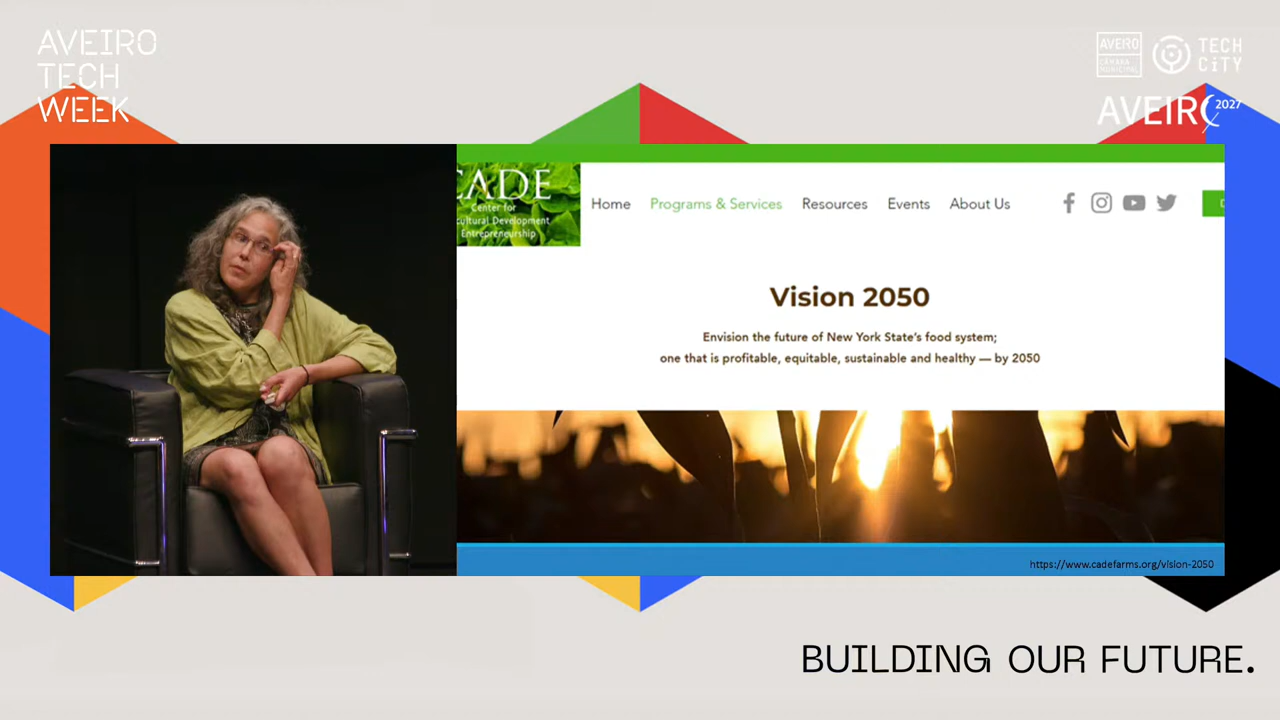 AVEIRO
TECH
WEEK
AVEIRO
CÂMARA
MUNICIPAL
TECH
CiTY
AVEIRO 2027
CADE
Center for
cultural Development
Entrepreneurship
Home Programs & Services Resources Events About Us
Vision 2050
Envision the future of New York State's food system;
one that is profitable, equitable, sustainable and healthy — by 2050
https://www.cadefarms.org/vision-2050
BUILDING OUR FUTURE.